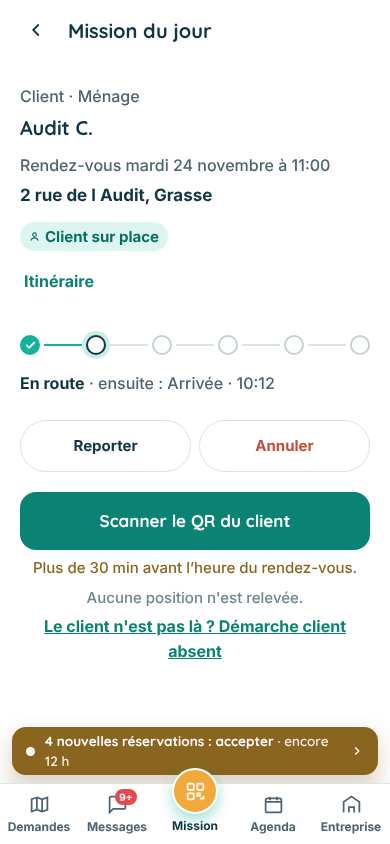 Mission du jour
Client · Ménage
Audit C.
Rendez-vous mardi 24 novembre à 11:00
2 rue de l Audit, Grasse
Client sur place
Itinéraire
En route · ensuite : Arrivée · 10:12
Reporter
Annuler
Scanner le QR du client
Plus de 30 min avant l’heure du rendez-vous.
Aucune position n'est relevée.
Le client n'est pas là ? Démarche client
absent
4 nouvelles réservations : accepter · encore
12 h
9+
Demandes
Messages
Mission
Agenda
Entreprise